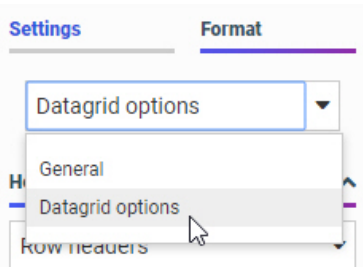 Settings Format
Datagrid options
General
Datagrid options
Row headers